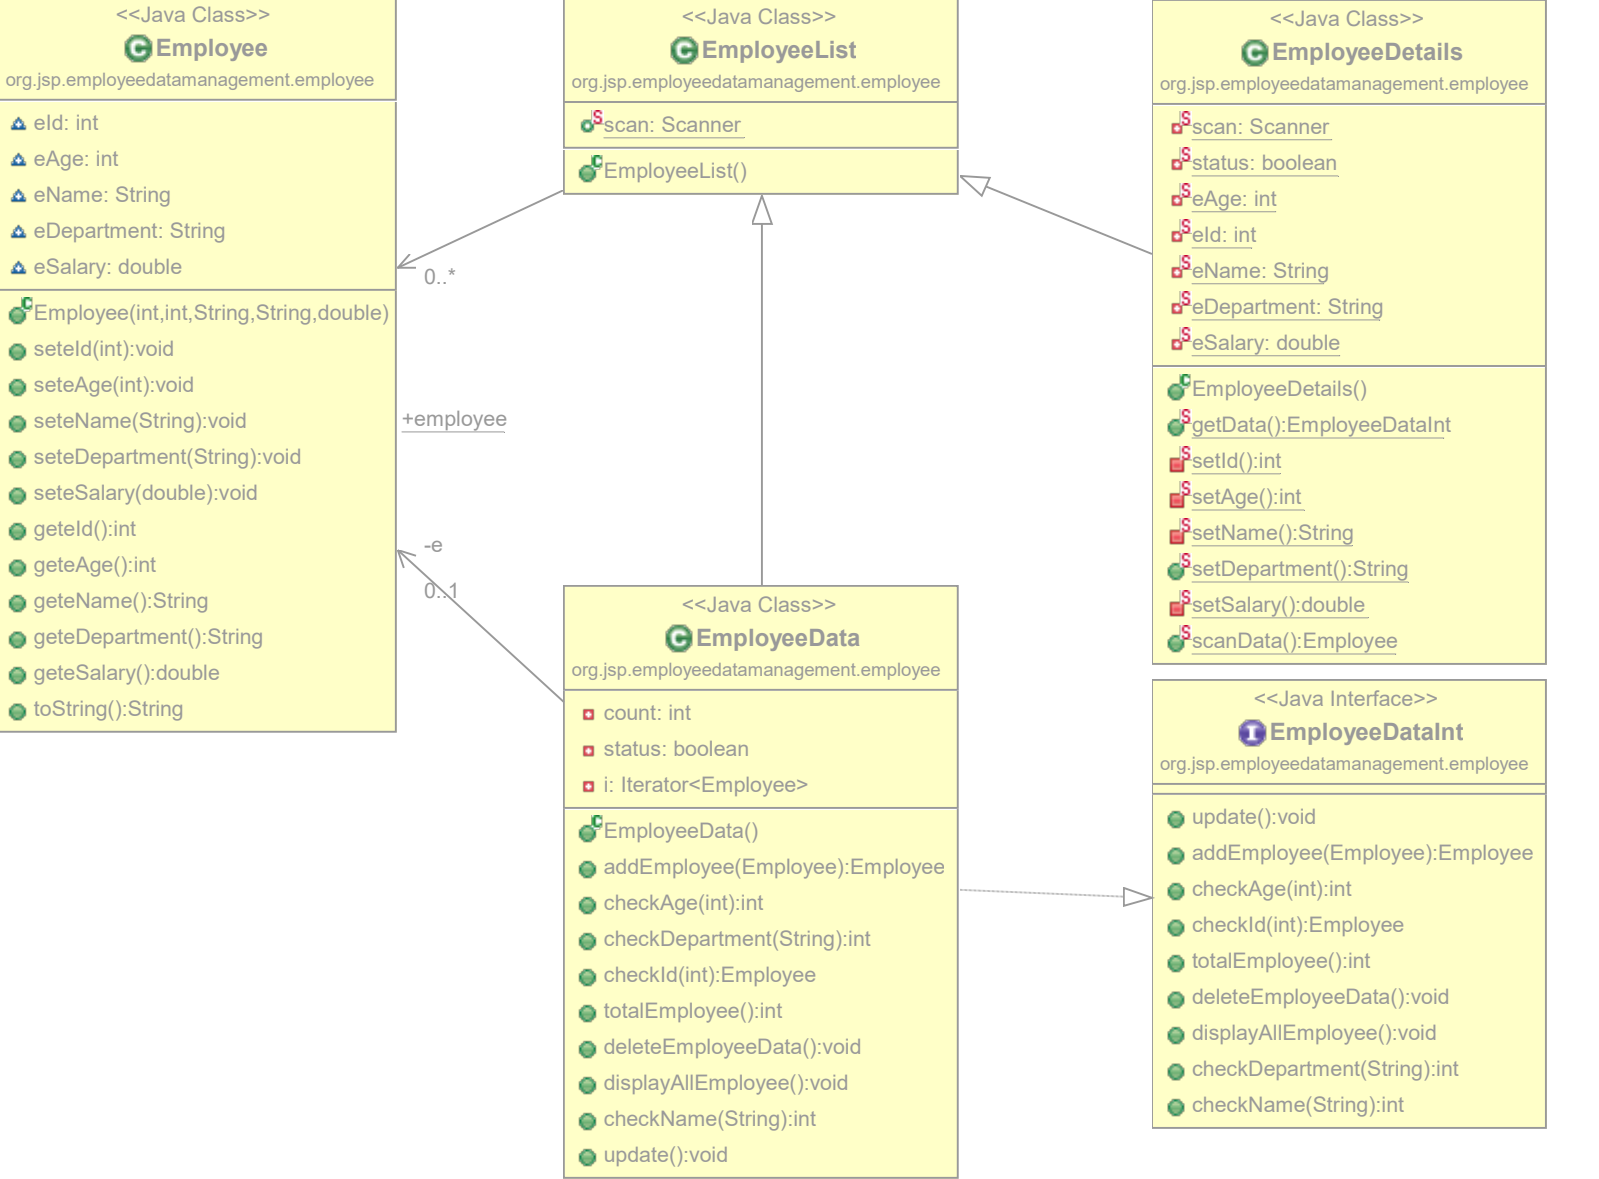 <<Java Class>>
Employee
org.jsp.employeedatamanagement.employee
eId: int
eAge: int
eName: String
eDepartment: String
eSalary: double
Employee(int,int,String,String,double)
seteId(int):void
seteAge(int):void
seteName(String):void
seteDepartment(String):void
seteSalary(double):void
geteId():int
geteAge():int
geteName():String
geteDepartment():String
geteSalary():double
toString():String
<<Java Class>>
EmployeeList
org.jsp.employeedatamanagement.employee
scan: Scanner
EmployeeList()
0..*
+employee
-e
0..1
<<Java Class>>
EmployeeData
org.jsp.employeedatamanagement.employee
count: int
status: boolean
i: Iterator<Employee>
EmployeeData()
addEmployee(Employee):Employee
checkAge(int):int
checkDepartment(String):int
checkId(int):Employee
totalEmployee():int
deleteEmployeeData():void
displayAllEmployee():void
checkName(String):int
update():void
<<Java Class>>
EmployeeDetails
org.jsp.employeedatamanagement.employee
scan: Scanner
status: boolean
eAge: int
eId: int
eName: String
eDepartment: String
eSalary: double
EmployeeDetails()
getData():EmployeeDataInt
setId():int
setAge():int
setName():String
setDepartment():String
setSalary():double
scanData():Employee
<<Java Interface>>
EmployeeDataInt
org.jsp.employeedatamanagement.employee
update():void
addEmployee(Employee):Employee
checkAge(int):int
checkId(int):Employee
totalEmployee():int
deleteEmployeeData():void
displayAllEmployee():void
checkDepartment(String):int
checkName(String):int